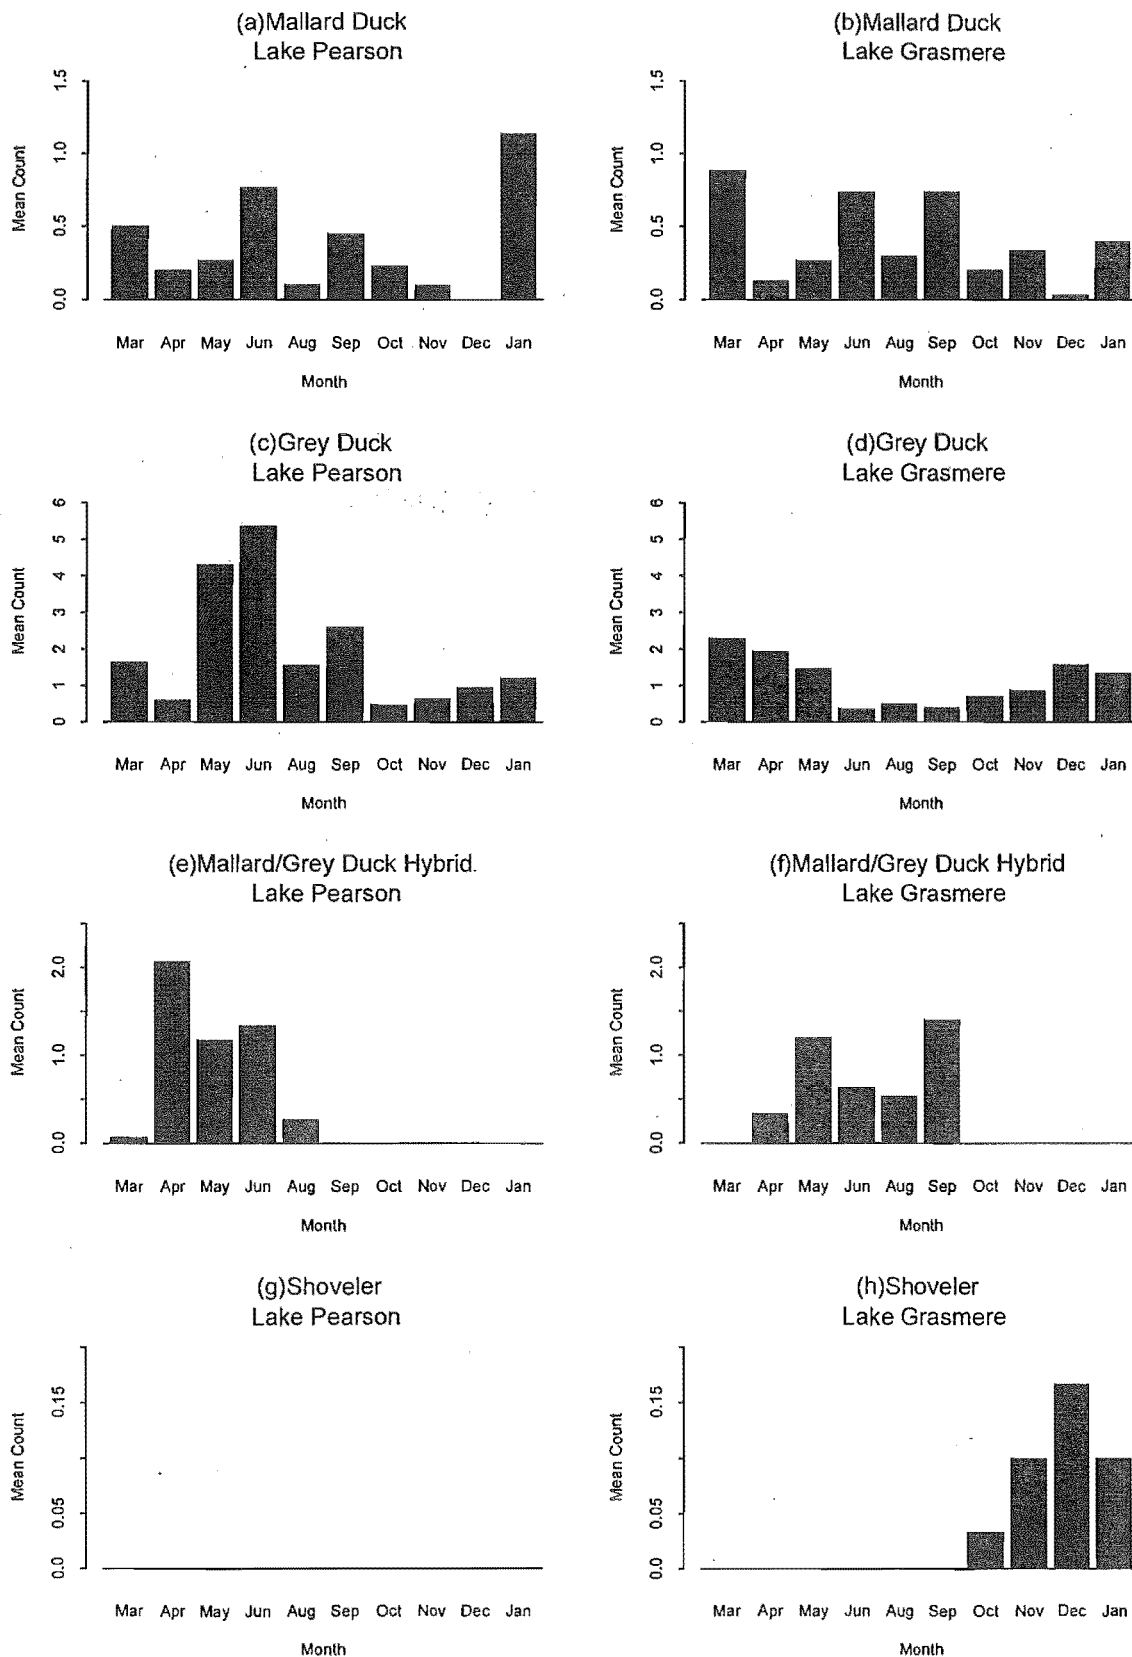 (a)Mallard Duck
Lake Pearson
Mean Count
0.0 0.5 1.0 1.5
Mar Apr May Jun Aug Sep Oct Nov Dec Jan
Month
(b)Mallard Duck
Lake Grasmere
Mean Count
0.0 0.5 1.0 1.5
Mar Apr May Jun Aug Sep Oct Nov Dec Jan
Month
(c)Grey Duck
Lake Pearson
Mean Count
0 1 2 3 4 5 6
Mar Apr May Jun Aug Sep Oct Nov Dec Jan
Month
(d)Grey Duck
Lake Grasmere
Mean Count
0 1 2 3 4 5 6
Mar Apr May Jun Aug Sep Oct Nov Dec Jan
Month
(e)Mallard/Grey Duck Hybrid
Lake Pearson
Mean Count
0.0 1.0 2.0
Mar Apr May Jun Aug Sep Oct Nov Dec Jan
Month
(f)Mallard/Grey Duck Hybrid
Lake Grasmere
Mean Count
0.0 1.0 2.0
Mar Apr May Jun Aug Sep Oct Nov Dec Jan
Month
(g)Shoveler
Lake Pearson
Mean Count
0.0 0.05 0.15
Mar Apr May Jun Aug Sep Oct Nov Dec Jan
Month
(h)Shoveler
Lake Grasmere
Mean Count
0.0 0.05 0.15
Mar Apr May Jun Aug Sep Oct Nov Dec Jan
Month